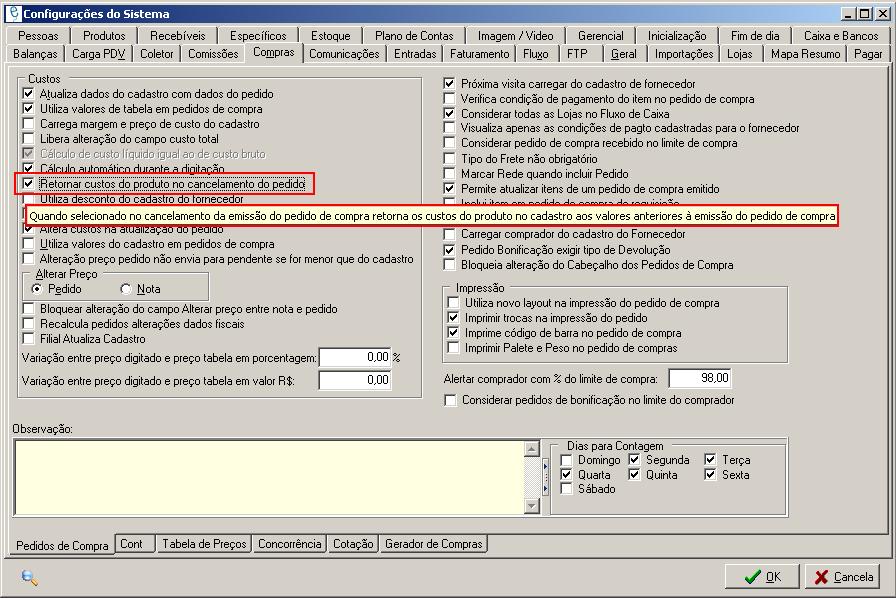 Configurações do Sistema
Pessoas Produtos Recebíveis Específicos Estoque Plano de Contas Imagem / Video Gerencial Inicialização Fim de dia Caixa e Bancos
Balanças Carga PDV Coletor Comissões Compras Comunicações Entradas Faturamento Fluxo FTP Geral Importações Lojas Mapa Resumo Pagar
Custos
Atualiza dados do cadastro com dados do pedido
Utiliza valores de tabela em pedidos de compra
Carrega margem e preço de custo do cadastro
Libera alteração do campo custo total
Cálculo de custo líquido igual ao de custo bruto
Cálculo automático durante a digitação
Retornar custos do produto no cancelamento do pedido
Utiliza desconto do cadastro do fornecedor
Quando selecionado no cancelamento da emissão do pedido de compra retorna os custos do produto no cadastro aos valores anteriores à emissão do pedido de compra
Altera custos na atualização do pedido
Utiliza valores do cadastro em pedidos de compra
Alteração preço pedido não envia para pendente se for menor que do cadastro
Alterar Preço
Pedido Nota
Bloquear alteração do campo Alterar preço entre nota e pedido
Recalcula pedidos alterações dados fiscais
Filial Atualiza Cadastro
Variação entre preço digitado e preço tabela em porcentagem: 0,00 %
Variação entre preço digitado e preço tabela em valor R$: 0,00
Próxima visita carregar do cadastro de fornecedor
Verifica condição de pagamento do item no pedido de compra
Considerar todas as Lojas no Fluxo de Caixa
Visualiza apenas as condições de pagto cadastradas para o fornecedor
Considerar pedido de compra recebido no limite de compra
Tipo do Frete não obrigatório
Marcar Rede quando incluir Pedido
Permite atualizar itens de um pedido de compra emitido
Inclui item em pedido de compra de requisição
Carregar comprador do cadastro do Fornecedor
Pedido Bonificação exigir tipo de Devolução
Bloqueia alteração do Cabeçalho dos Pedidos de Compra
Impressão
Utiliza novo layout na impressão do pedido de compra
Imprimir trocas na impressão do pedido
Imprime código de barra no pedido de compra
Imprimir Palete e Peso no pedido de compras
Alertar comprador com % do limite de compra: 98,00
Considerar pedidos de bonificação no limite do comprador
Observação:
Dias para Contagem
Domingo Segunda Terça
Quarta Quinta Sexta
Sábado
Pedidos de Compra Cont Tabela de Preços Concorrência Cotação Gerador de Compras
OK Cancela